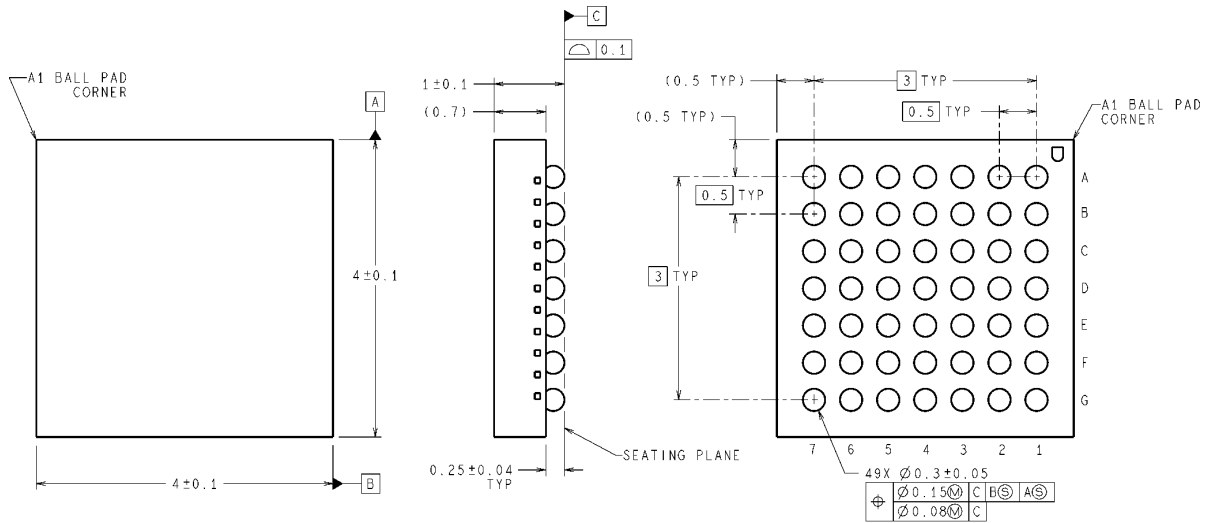 C
0.1
A1 BALL PAD
CORNER
A
1±0.1
(0.7)
4±0.1
4±0.1
B
0.25±0.04
TYP
SEATING PLANE
(0.5 TYP)
3 TYP
0.5 TYP
(0.5 TYP)
A1 BALL PAD
CORNER
0.5 TYP
3 TYP
A
B
C
D
E
F
G
7 6 5 4 3 2 1
49X Ø0.3±0.05
⌖ Ø0.15Ⓜ C BⓈ AⓈ
Ø0.08Ⓜ C